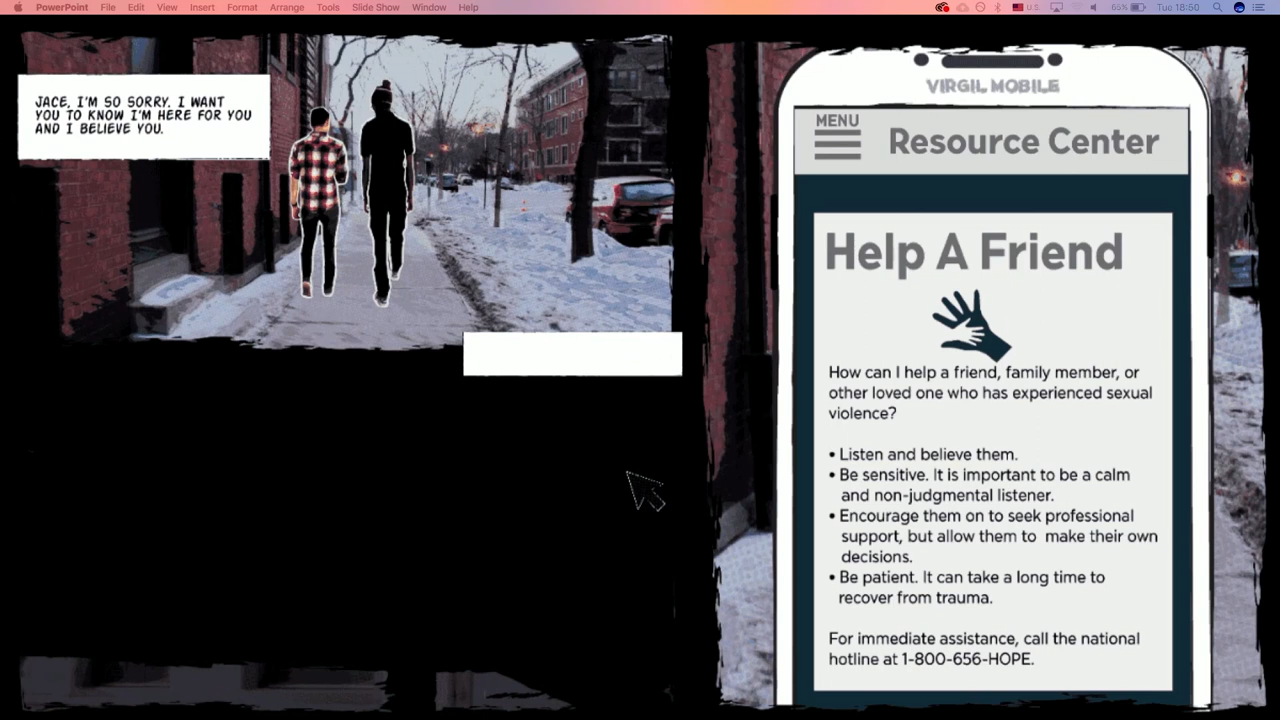 PowerPoint File Edit View Insert Format Arrange Tools Slide Show Window Help U.S. Tue 18:50
JACE, I'M SO SORRY. I WANT
YOU TO KNOW I'M HERE FOR YOU
AND I BELIEVE YOU.
VIRGIL MOBILE
MENU
Resource Center
Help A Friend
How can I help a friend, family member, or
other loved one who has experienced sexual
violence?
• Listen and believe them.
• Be sensitive. It is important to be a calm
and non-judgmental listener.
• Encourage them on to seek professional
support, but allow them to make their own
decisions.
• Be patient. It can take a long time to
recover from trauma.
For immediate assistance, call the national
hotline at 1-800-656-HOPE.